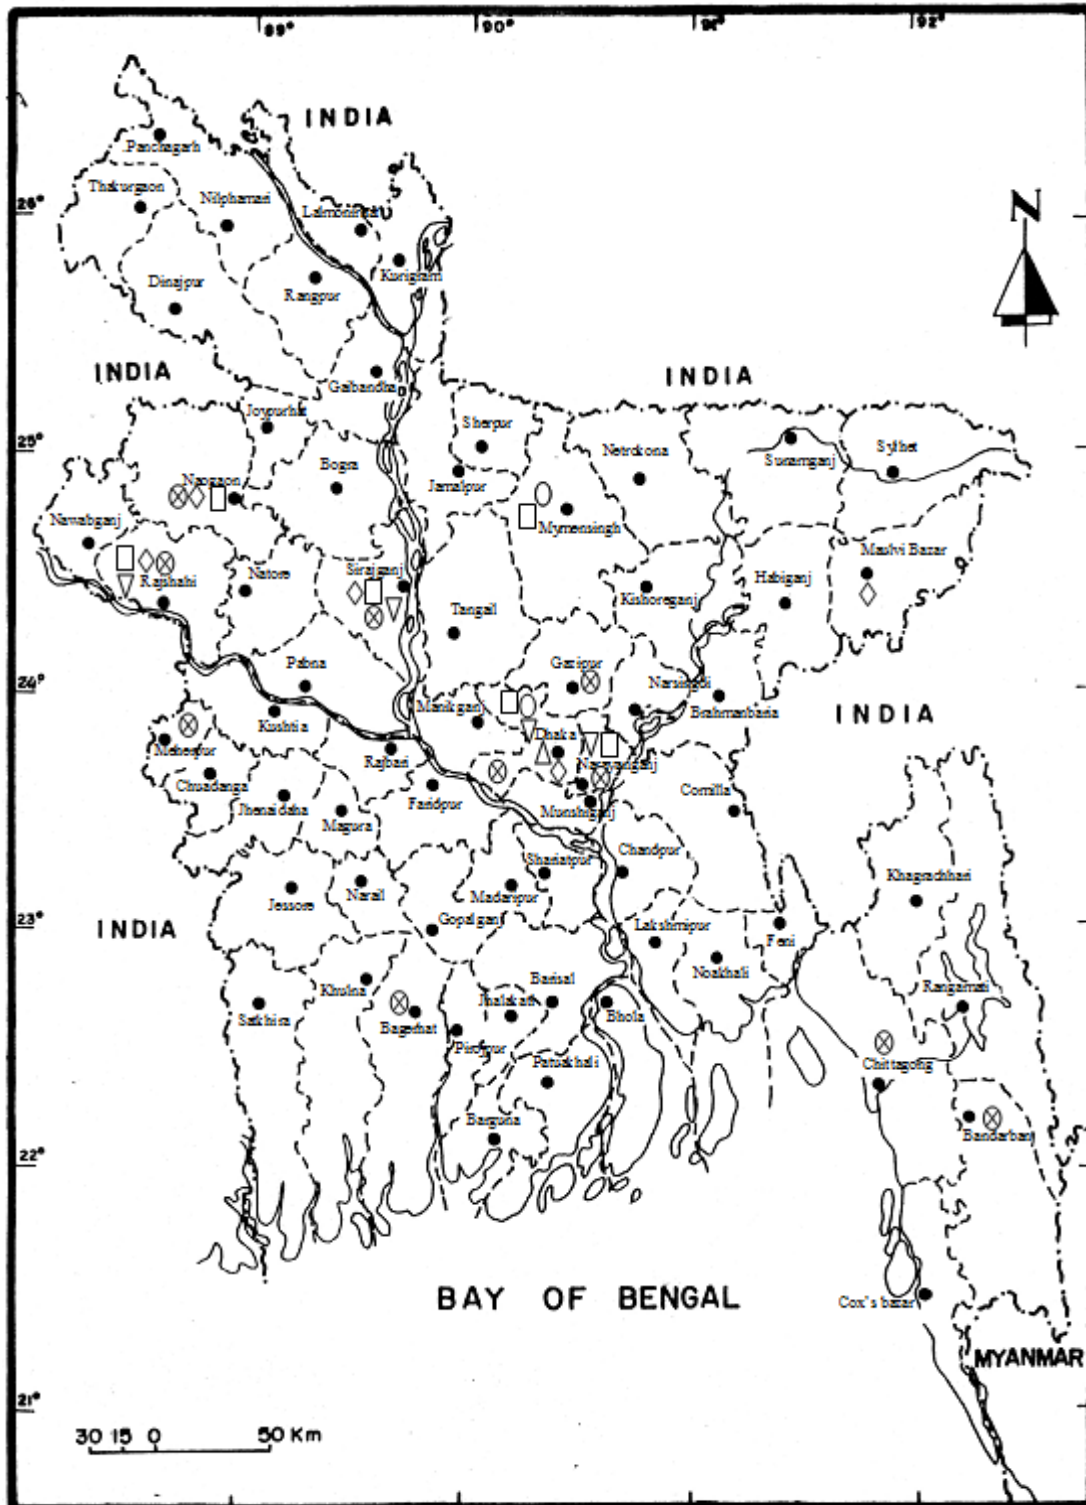 89° 90° 91° 92°
INDIA
Panchagarh
Thakurgaon
Nilphamari
Lalmonirhat
26°
N
Kurigram
Dinajpur
Rangpur
INDIA
Gaibandha
INDIA
Joypurhat
Sherpur
25°
Bogra
Netrokona
Sunamganj
Sylhet
Naogaon
Jamalpur
Nawabganj
Mymensingh
Maulvi Bazar
Rajshahi
Natore
Sirajganj
Habiganj
Kishoreganj
Tangail
Pabna
Gazipur
24°
Manikganj
Narsingdi
Brahmanbaria
INDIA
Kushtia
Dhaka
Meherpur
Rajbari
Narayanganj
Chuadanga
Faridpur
Munshiganj
Comilla
Jhenaidaha
Magura
Shariatpur
Chandpur
Khagrachhari
Jessore
Narail
Madaripur
23°
INDIA
Gopalganj
Lakshmipur
Feni
Noakhali
Khulna
Barisal
Rangamati
Satkhira
Jhalakati
Bhola
Bagerhat
Pirojpur
Patuakhali
Chittagong
Barguna
Bandarban
22°
BAY OF BENGAL
Cox's bazar
MYANMAR
21°
30 15 0 50 Km